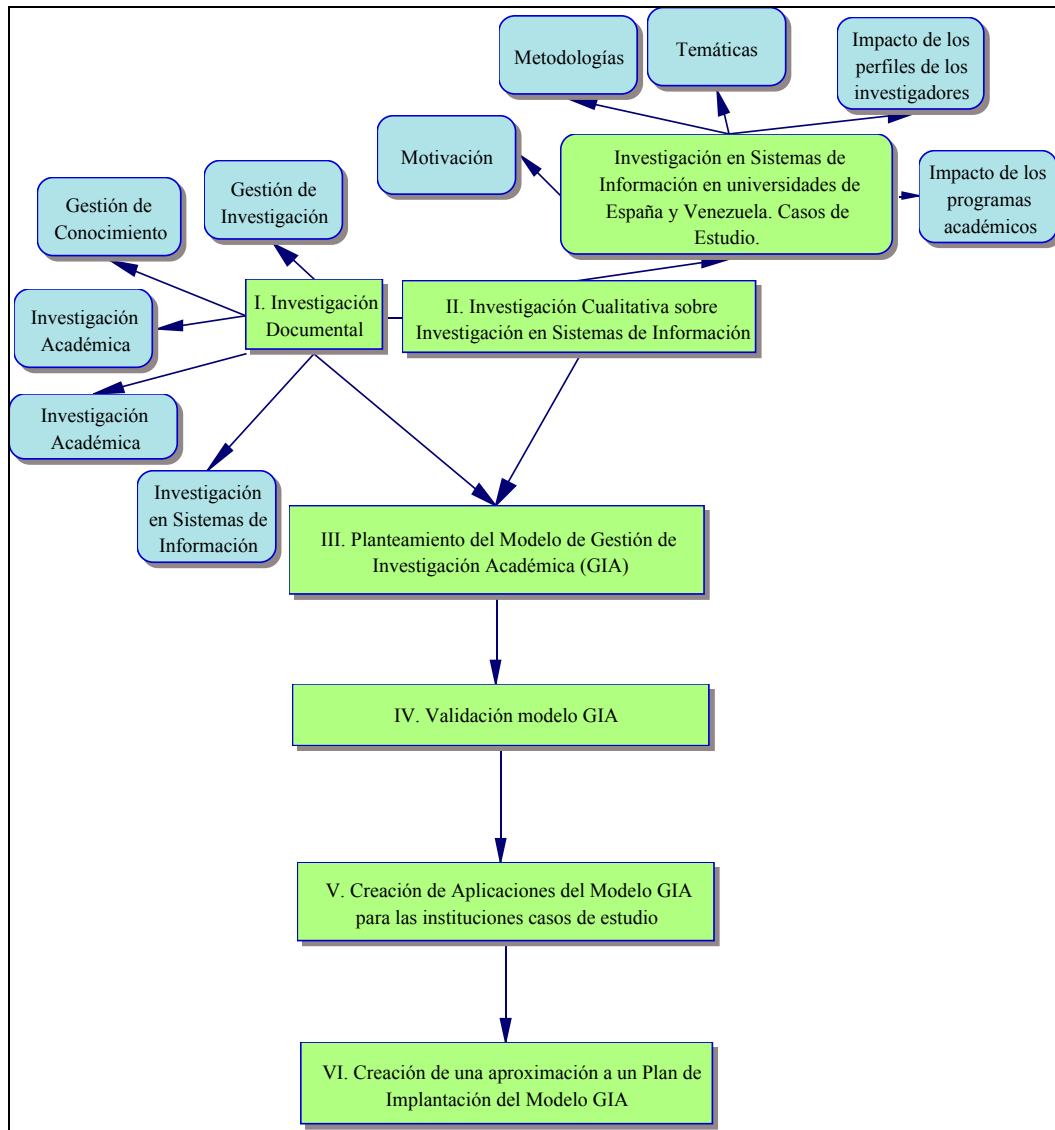 Metodologías
Temáticas
Impacto de los
perfiles de los
investigadores
Motivación
Investigación en Sistemas de
Información en universidades de
España y Venezuela. Casos de
Estudio.
Impacto de los
programas
académicos
Gestión de
Conocimiento
Gestión de
Investigación
I. Investigación
Documental
II. Investigación Cualitativa sobre
Investigación en Sistemas de Información
Investigación
Académica
Investigación
Académica
Investigación
en Sistemas de
Información
III. Planteamiento del Modelo de Gestión de
Investigación Académica (GIA)
IV. Validación modelo GIA
V. Creación de Aplicaciones del Modelo GIA
para las instituciones casos de estudio
VI. Creación de una aproximación a un Plan de
Implantación del Modelo GIA